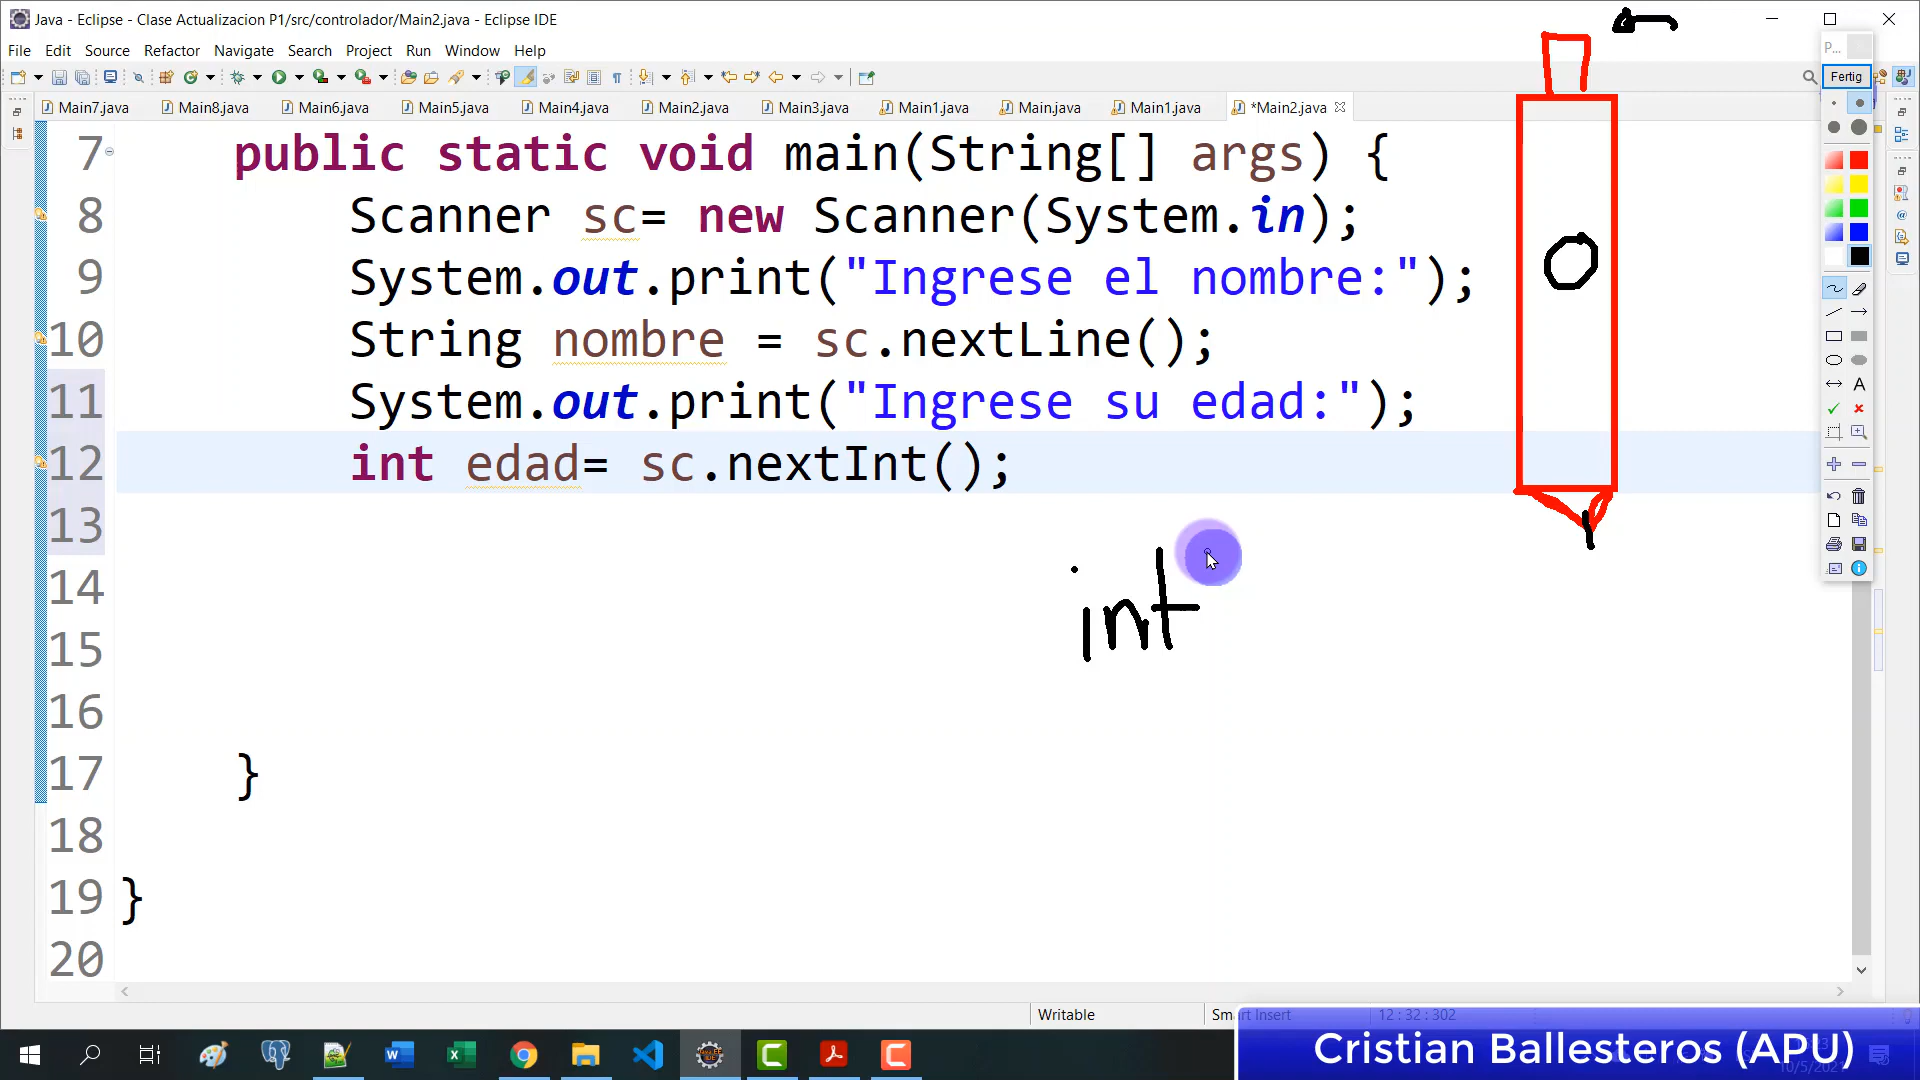 Java - Eclipse - Clase Actualizacion P1/src/controlador/Main2.java - Eclipse IDE
File Edit Source Refactor Navigate Search Project Run Window Help
P...
Fertig
Main7.java Main8.java Main6.java Main5.java Main4.java Main2.java Main3.java Main1.java Main.java Main1.java *Main2.java
7 public static void main(String[] args) {
8 Scanner sc= new Scanner(System.in);
9 System.out.print("Ingrese el nombre:");
10 String nombre = sc.nextLine();
11 System.out.print("Ingrese su edad:");
12 int edad= sc.nextInt();
13
int
14
15
16
17 }
18
19 }
20
Writable Smart Insert 12 : 32 : 302
Cristian Ballesteros (APU)